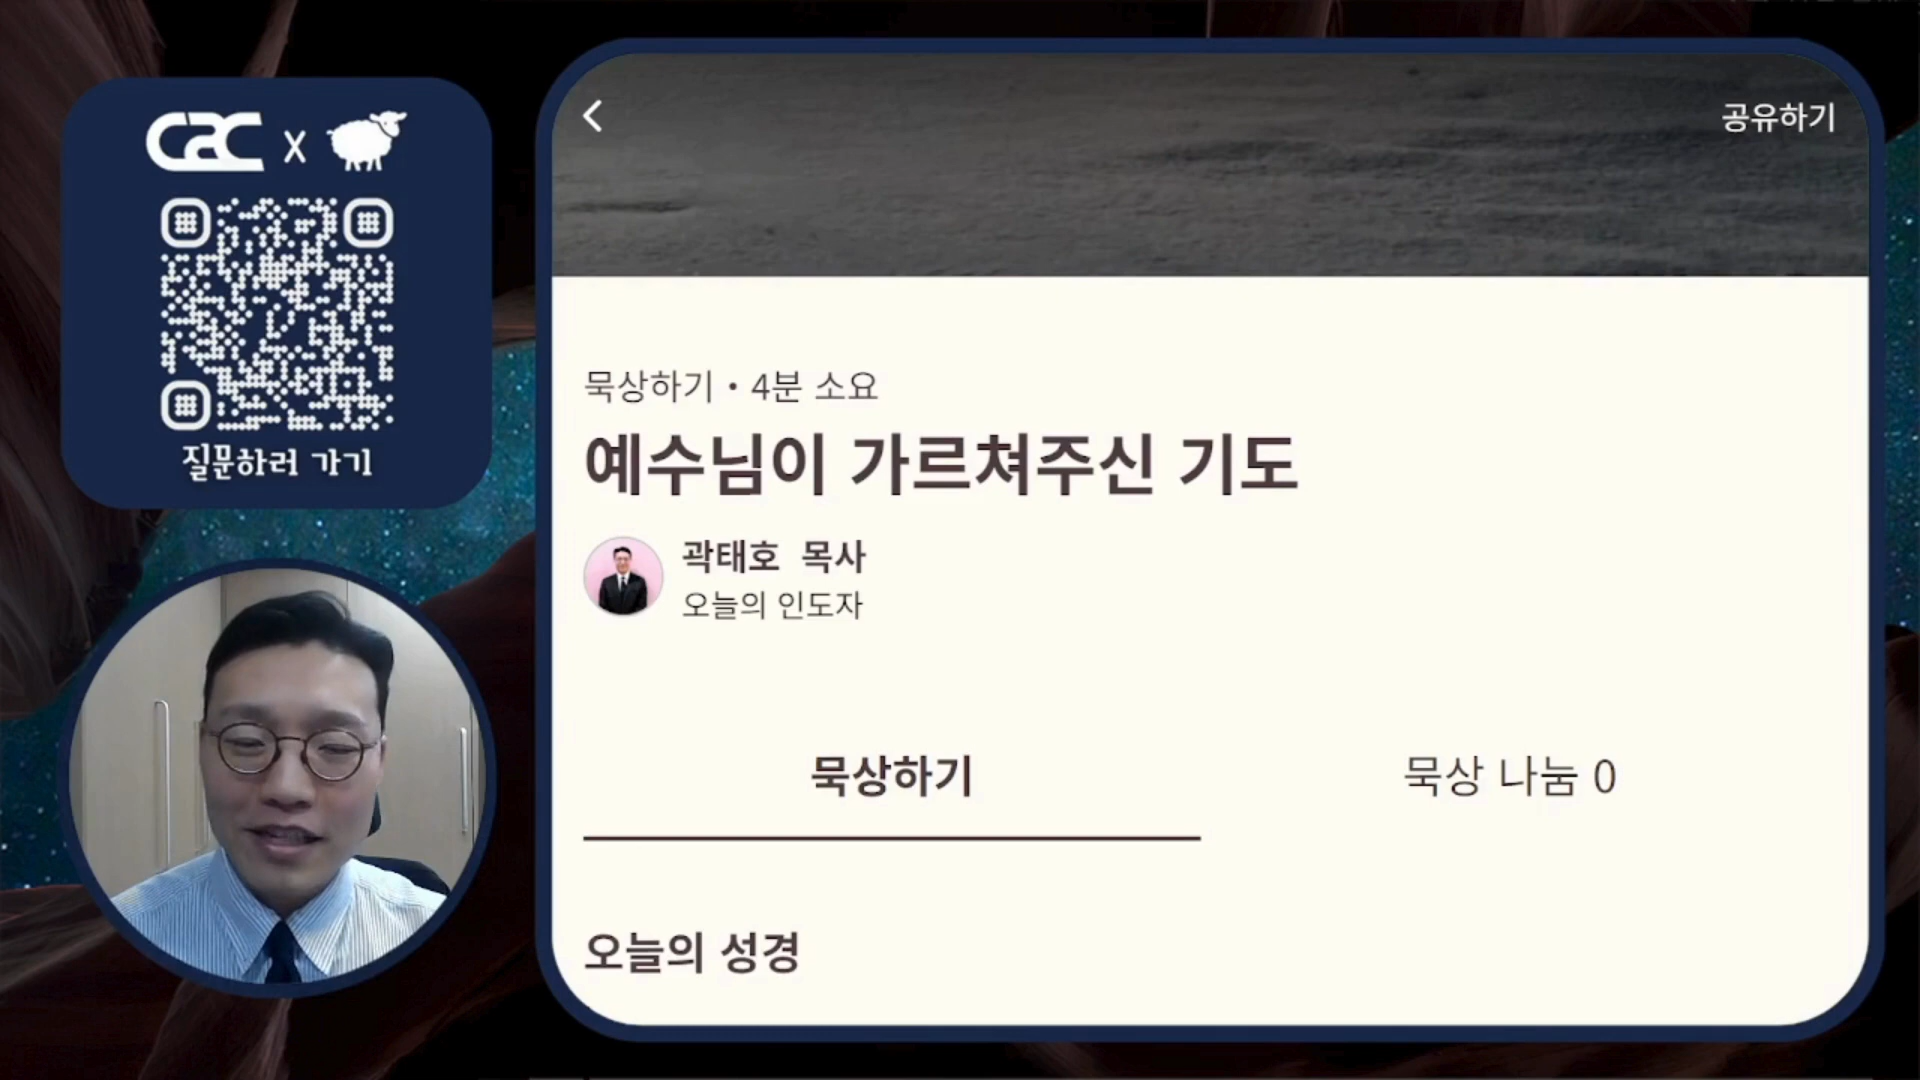 cac x
질문하러 가기
공유하기
묵상하기 • 4분 소요
예수님이 가르쳐주신 기도
곽태호 목사
오늘의 인도자
묵상하기
묵상 나눔 0
오늘의 성경